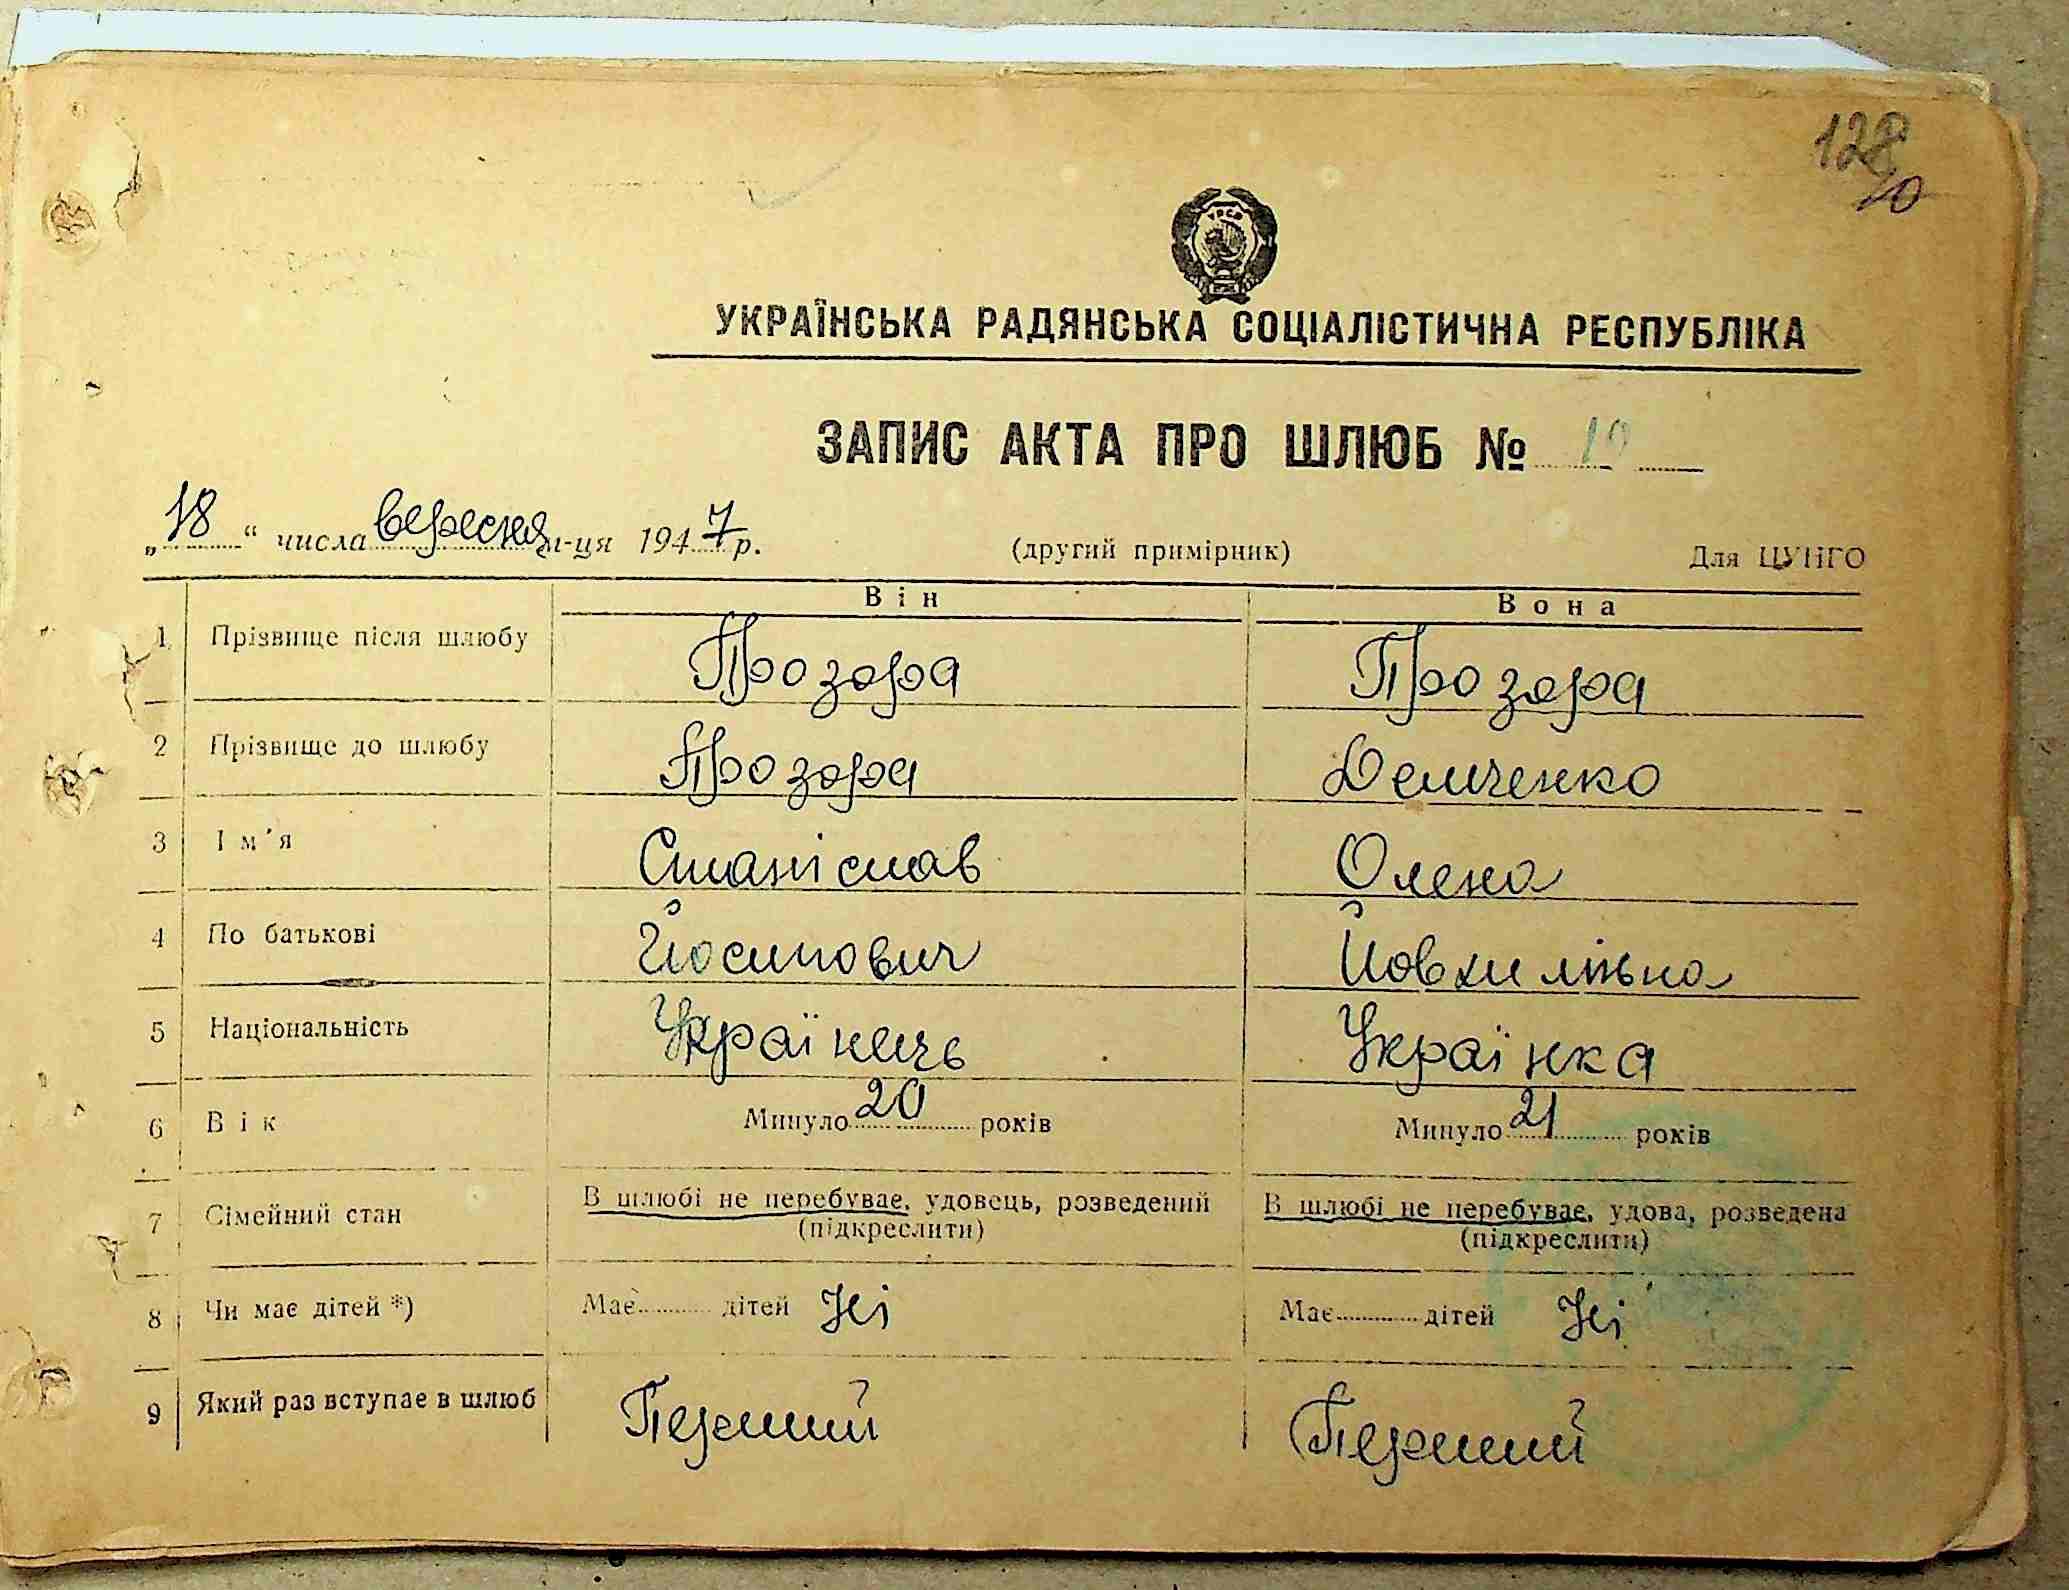 128
10
УРСР
УКРАЇНСЬКА РАДЯНСЬКА СОЦІАЛІСТИЧНА РЕСПУБЛІКА
ЗАПИС АКТА ПРО ШЛЮБ № 10
„18“ числа вересня м-ця 1947 р. (другий примірник) Для ЦУНГО
Він Вона
1 Прізвище після шлюбу Прозора Прозора
2 Прізвище до шлюбу Прозора Демченко
3 Ім'я Станіслав Олена
4 По батькові Йосипович Йовхимівна
5 Національність Українець Українка
6 Вік Минуло 20 років Минуло 21 років
7 Сімейний стан В шлюбі не перебуває, удовець, розведений В шлюбі не перебуває, удова, розведена
(підкреслити) (підкреслити)
8 Чи має дітей *) Має дітей Ні Має дітей Ні
9 Який раз вступає в шлюб Перший Перший